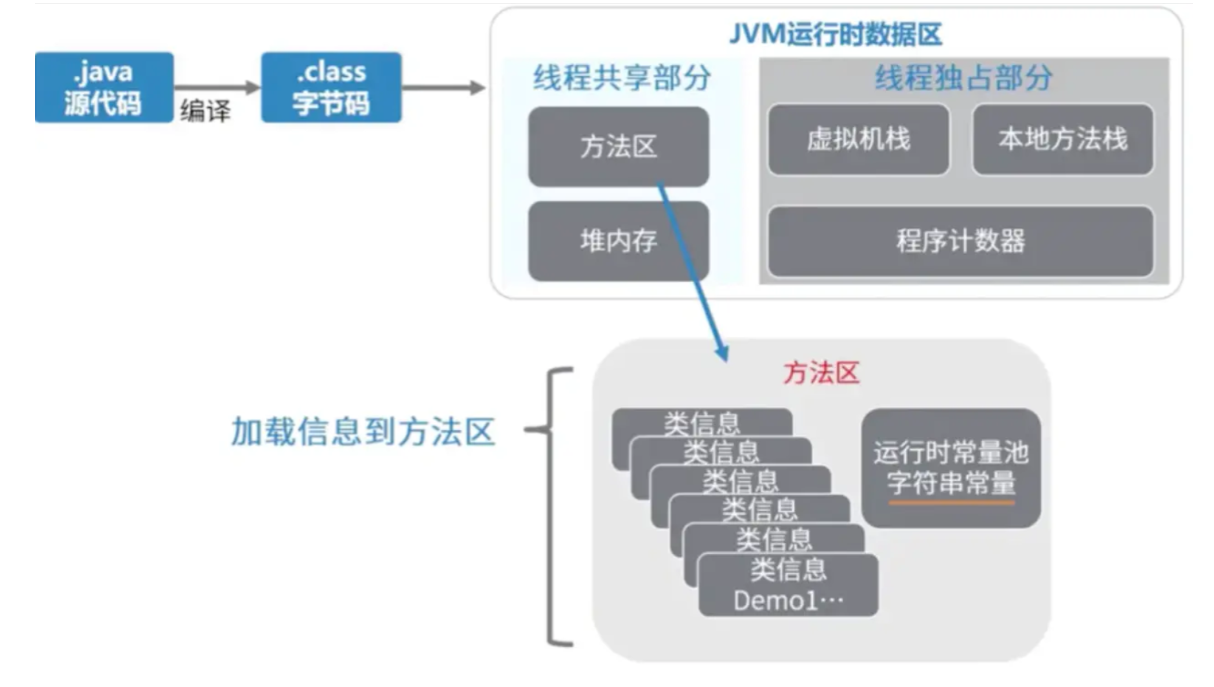 JVM运行时数据区
.java
源代码
编译
.class
字节码
线程共享部分
方法区
堆内存
线程独占部分
虚拟机栈
本地方法栈
程序计数器
加载信息到方法区
方法区
类信息
类信息
类信息
类信息
类信息
类信息
Demo1…
运行时常量池
字符串常量